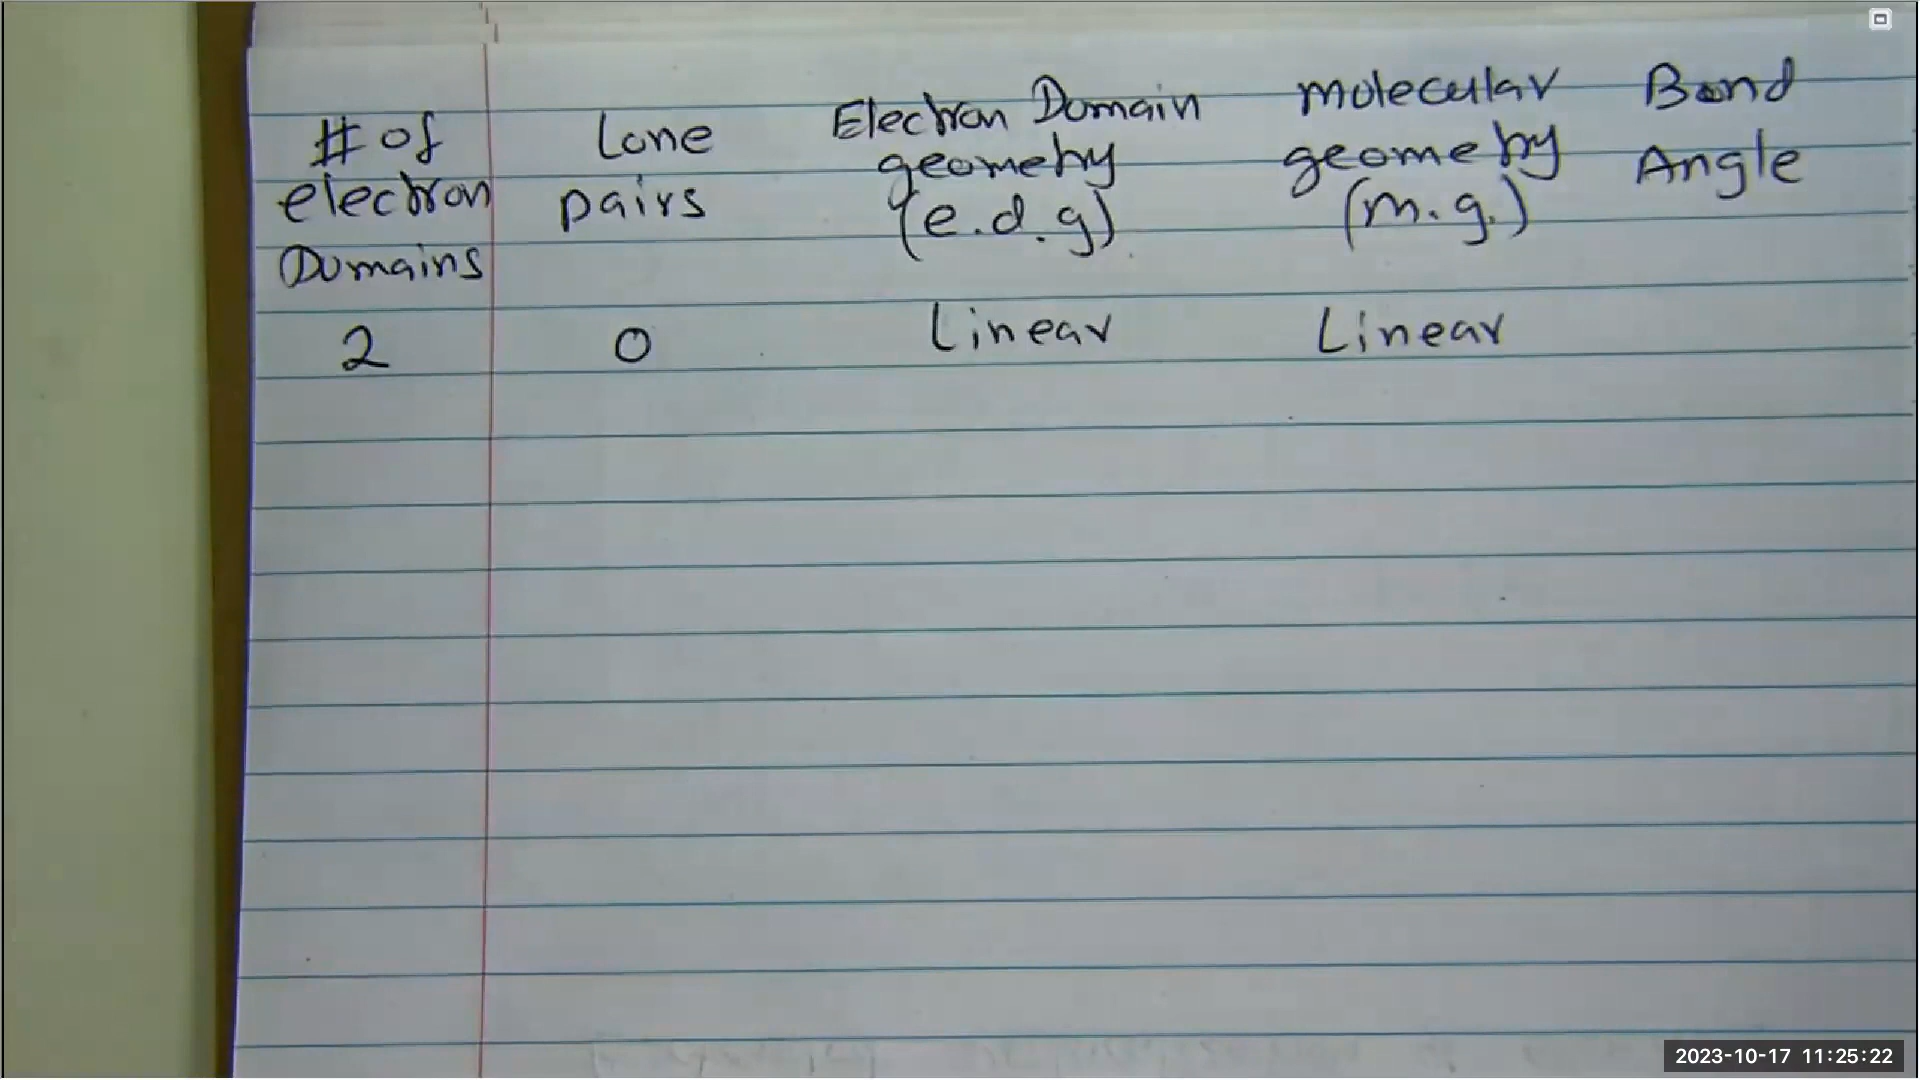 # of electron Domains
Lone pairs
Electron Domain geometry (e.d.g)
molecular geometry (m.g.)
Bond Angle
2 0 Linear Linear
2023-10-17 11:25:22